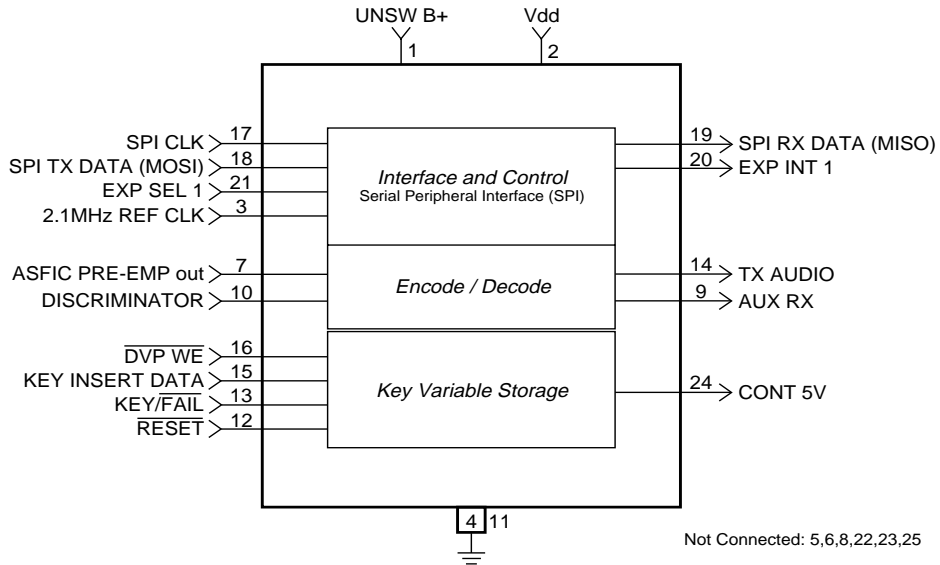 UNSW B+ Vdd
1 2
SPI CLK 17
SPI TX DATA (MOSI) 18
EXP SEL 1 21
2.1MHz REF CLK 3
Interface and Control
Serial Peripheral Interface (SPI)
19 SPI RX DATA (MISO)
20 EXP INT 1
ASFIC PRE-EMP out 7
DISCRIMINATOR 10
Encode / Decode
14 TX AUDIO
9 AUX RX
DVP WE 16
KEY INSERT DATA 15
KEY/FAIL 13
RESET 12
Key Variable Storage
24 CONT 5V
4 11
Not Connected: 5,6,8,22,23,25